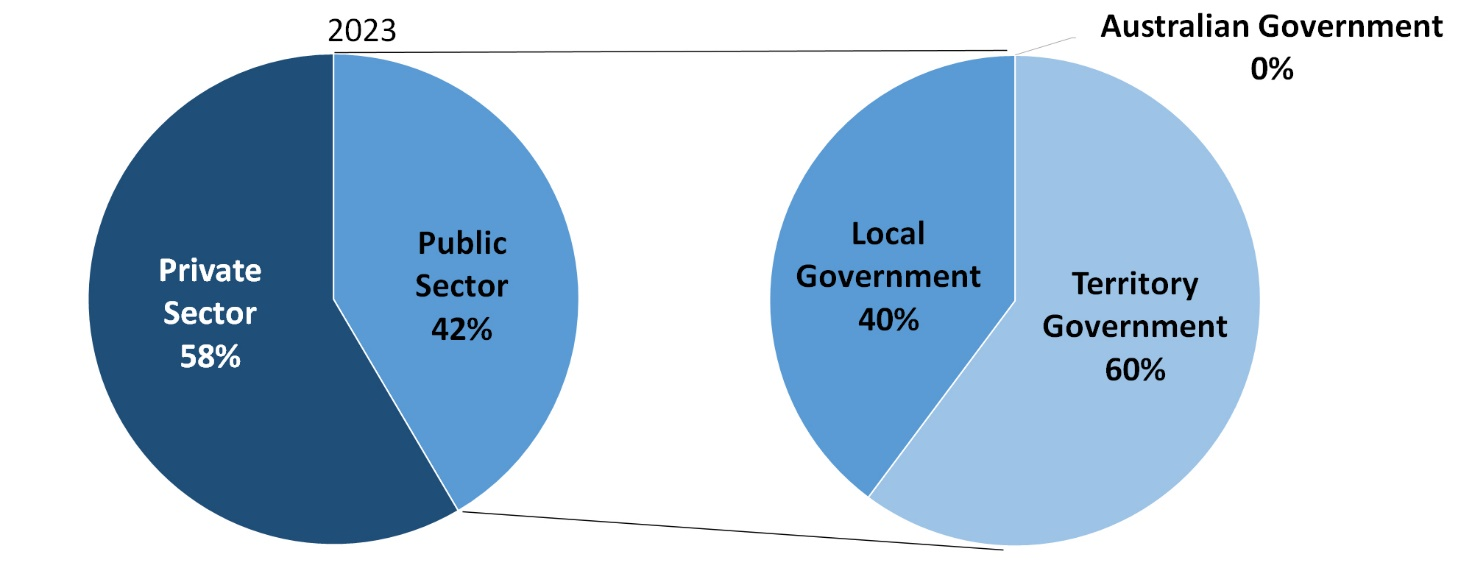 2023
Private
Sector
58%
Public
Sector
42%
Local
Government
40%
Territory
Government
60%
Australian Government
0%